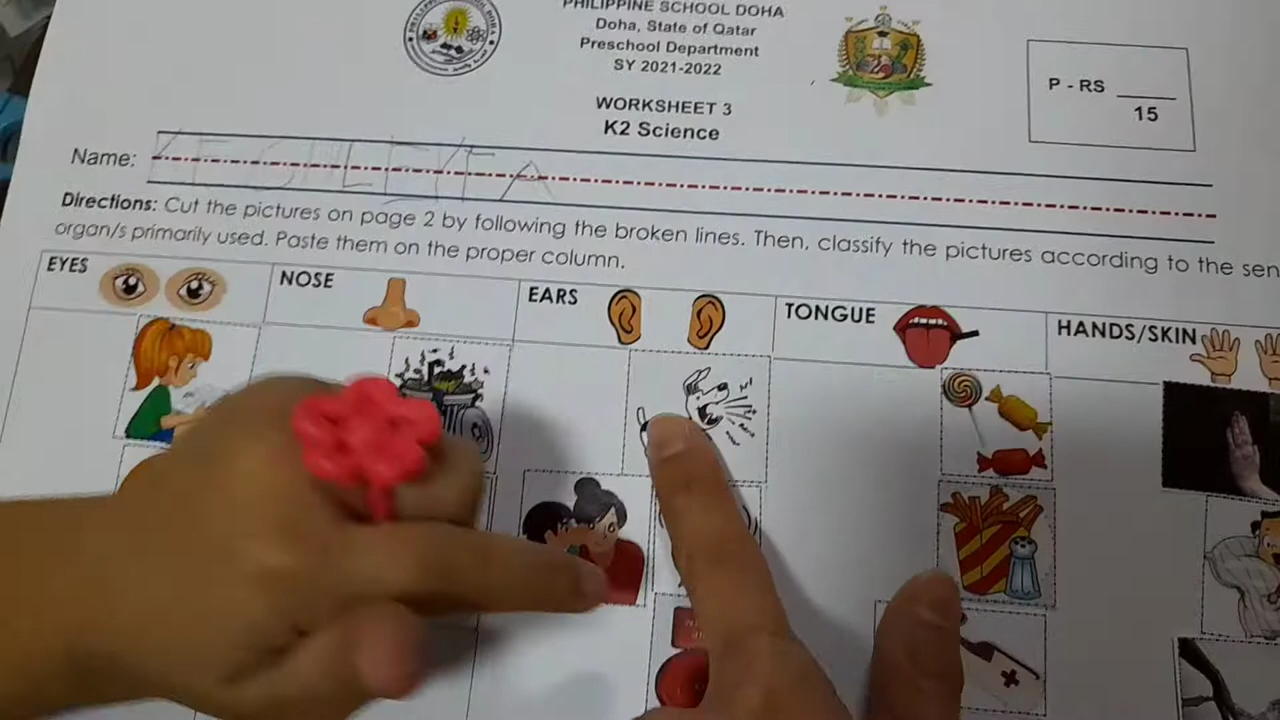 PHILIPPINE SCHOOL DOHA
Doha, State of Qatar
Preschool Department
SY 2021-2022
WORKSHEET 3
K2 Science
P - RS ____
15
Name:
Directions: Cut the pictures on page 2 by following the broken lines. Then, classify the pictures according to the sen
organ/s primarily used. Paste them on the proper column.
EYES
NOSE
EARS
TONGUE
HANDS/SKIN